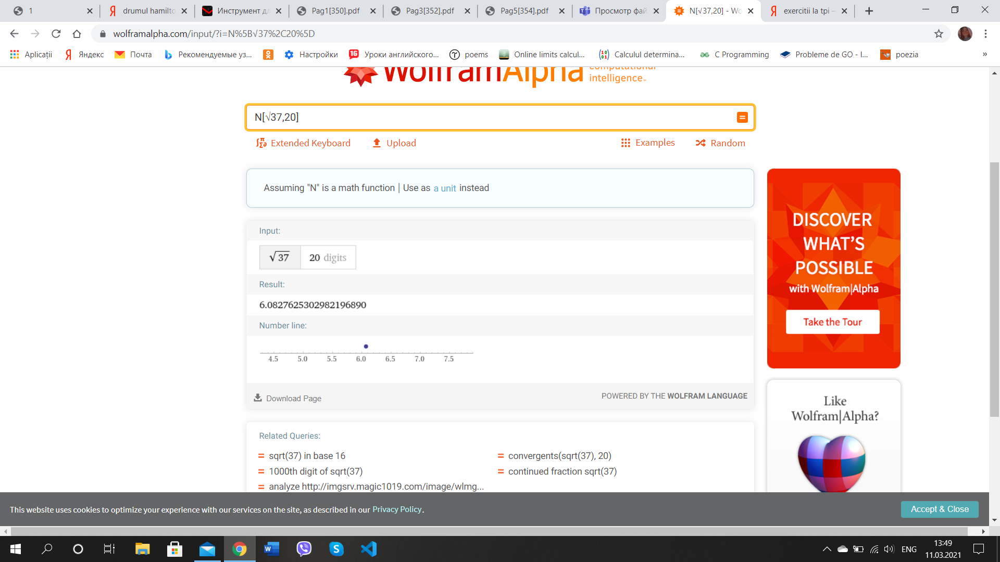 1
drumul hamilto
Инструмент дл
Pag1[350].pdf
Pag3[352].pdf
Pag5[354].pdf
Просмотр фай
N[√37,20] - Wo
exercitii la tpi –
wolframalpha.com/input/?i=N%5B√37%2C20%5D
Aplicații
Яндекс
Почта
Рекомендуемые уз...
Настройки
Уроки английского...
poems
Online limits calcul...
Calculul determina...
C Programming
Probleme de GO - I...
poezia
»
WolframAlpha computational intelligence™
N[√37,20]
Extended Keyboard
Upload
Examples
Random
Assuming "N" is a math function | Use as a unit instead
Input:
√37 20 digits
Result:
6.0827625302982196890
Number line:
4.5 5.0 5.5 6.0 6.5 7.0 7.5
Download Page
POWERED BY THE WOLFRAM LANGUAGE
Related Queries:
= sqrt(37) in base 16
= convergents(sqrt(37), 20)
= 1000th digit of sqrt(37)
= continued fraction sqrt(37)
= analyze http://imgsrv.magic1019.com/image/wlmg...
DISCOVER
WHAT'S
POSSIBLE
with Wolfram|Alpha
Take the Tour
Like
Wolfram|Alpha?
This website uses cookies to optimize your experience with our services on the site, as described in our Privacy Policy.
Accept & Close
ENG
13:49
11.03.2021